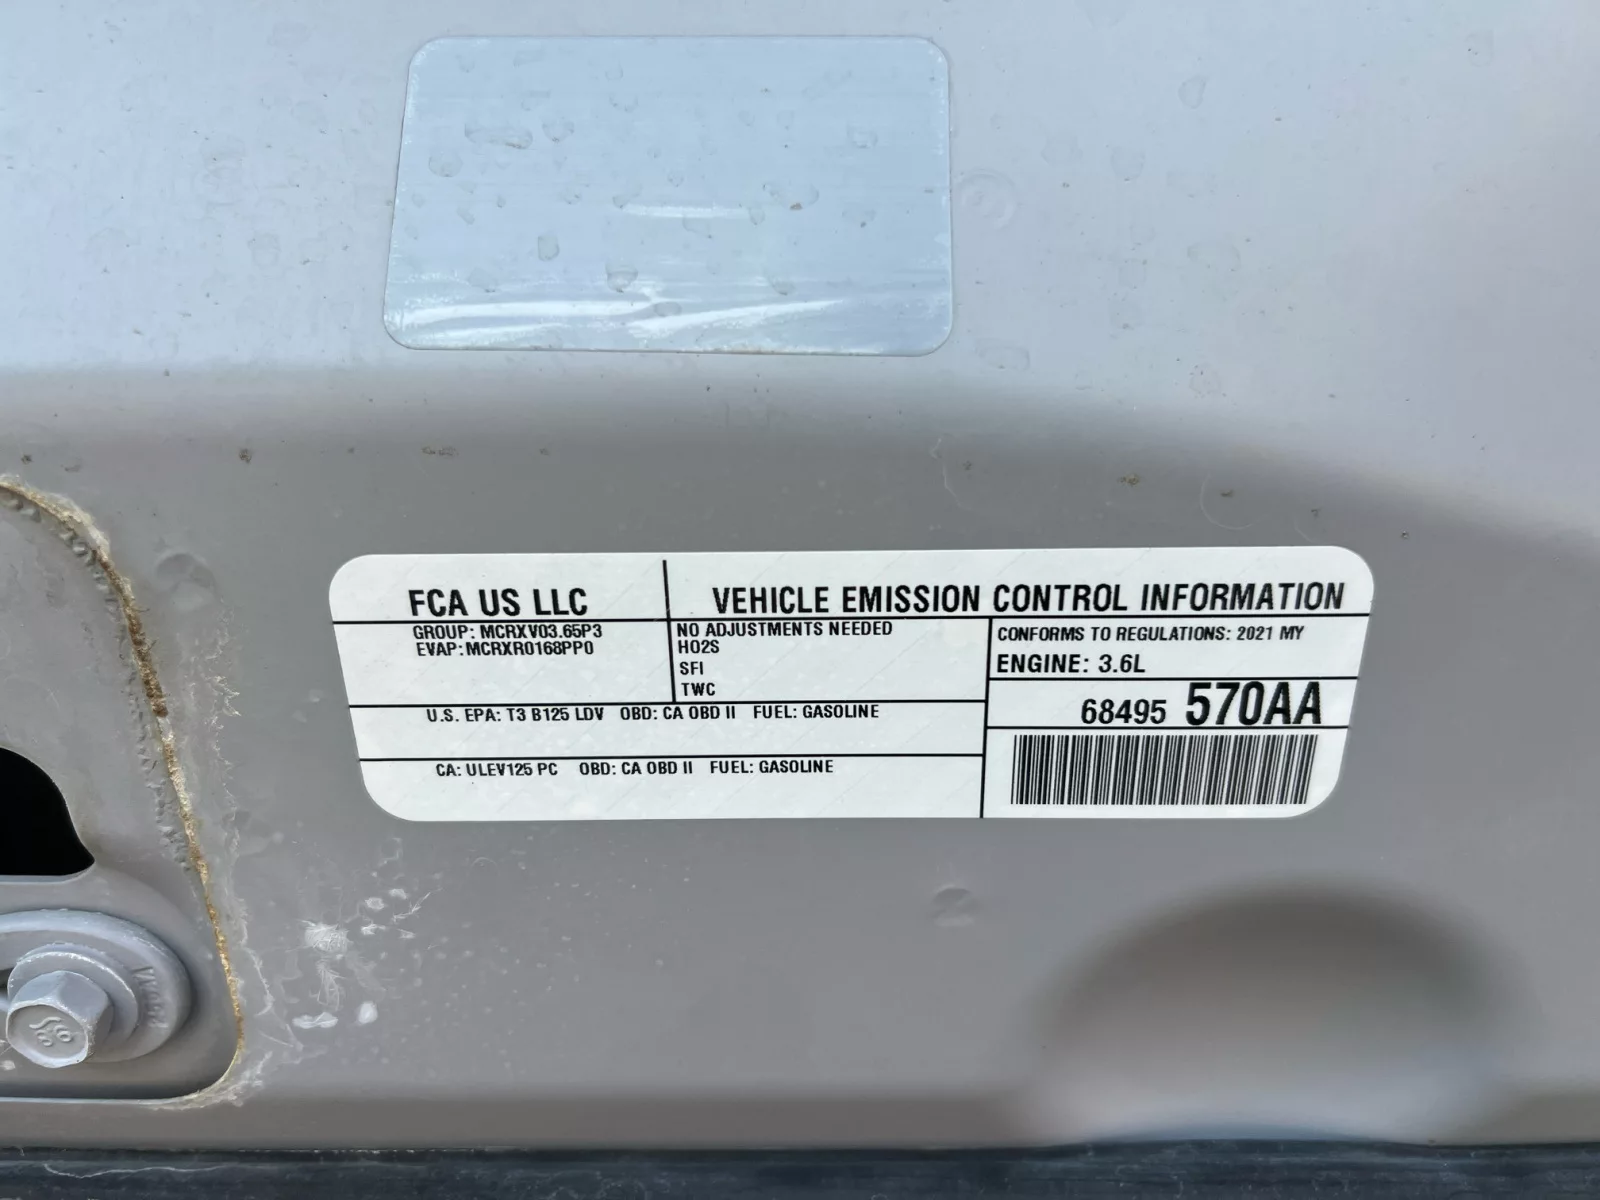 FCA US LLC
VEHICLE EMISSION CONTROL INFORMATION
GROUP: MCRXV03.65P3
EVAP: MCRXR0168PP0
NO ADJUSTMENTS NEEDED
HO2S
SFI
TWC
CONFORMS TO REGULATIONS: 2021 MY
ENGINE: 3.6L
68495 570AA
U.S. EPA: T3 B125 LDV OBD: CA OBD II FUEL: GASOLINE
CA: ULEV125 PC OBD: CA OBD II FUEL: GASOLINE